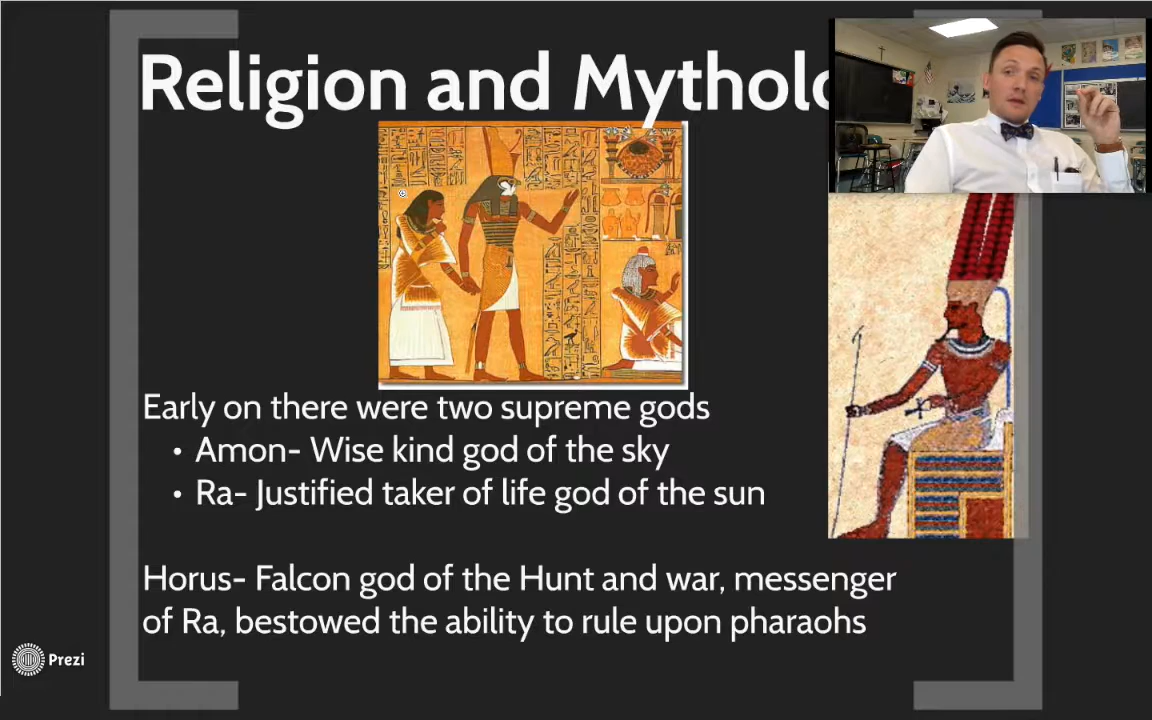 Religion and Mytholo
Early on there were two supreme gods
• Amon- Wise kind god of the sky
• Ra- Justified taker of life god of the sun
Horus- Falcon god of the Hunt and war, messenger
of Ra, bestowed the ability to rule upon pharaohs
Prezi